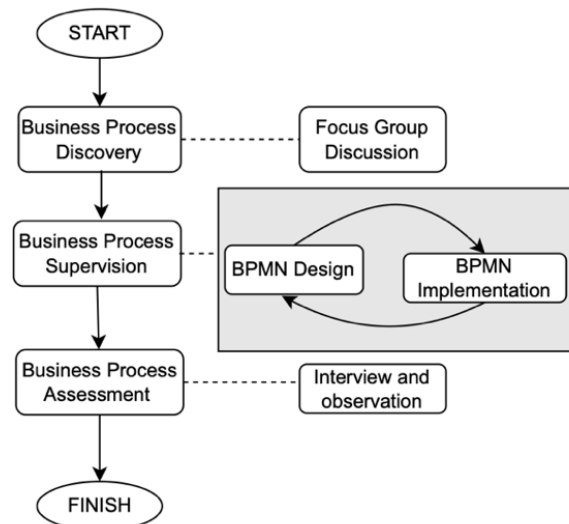 START
Business Process
Discovery
Focus Group
Discussion
Business Process
Supervision
BPMN Design
BPMN
Implementation
Business Process
Assessment
Interview and
observation
FINISH